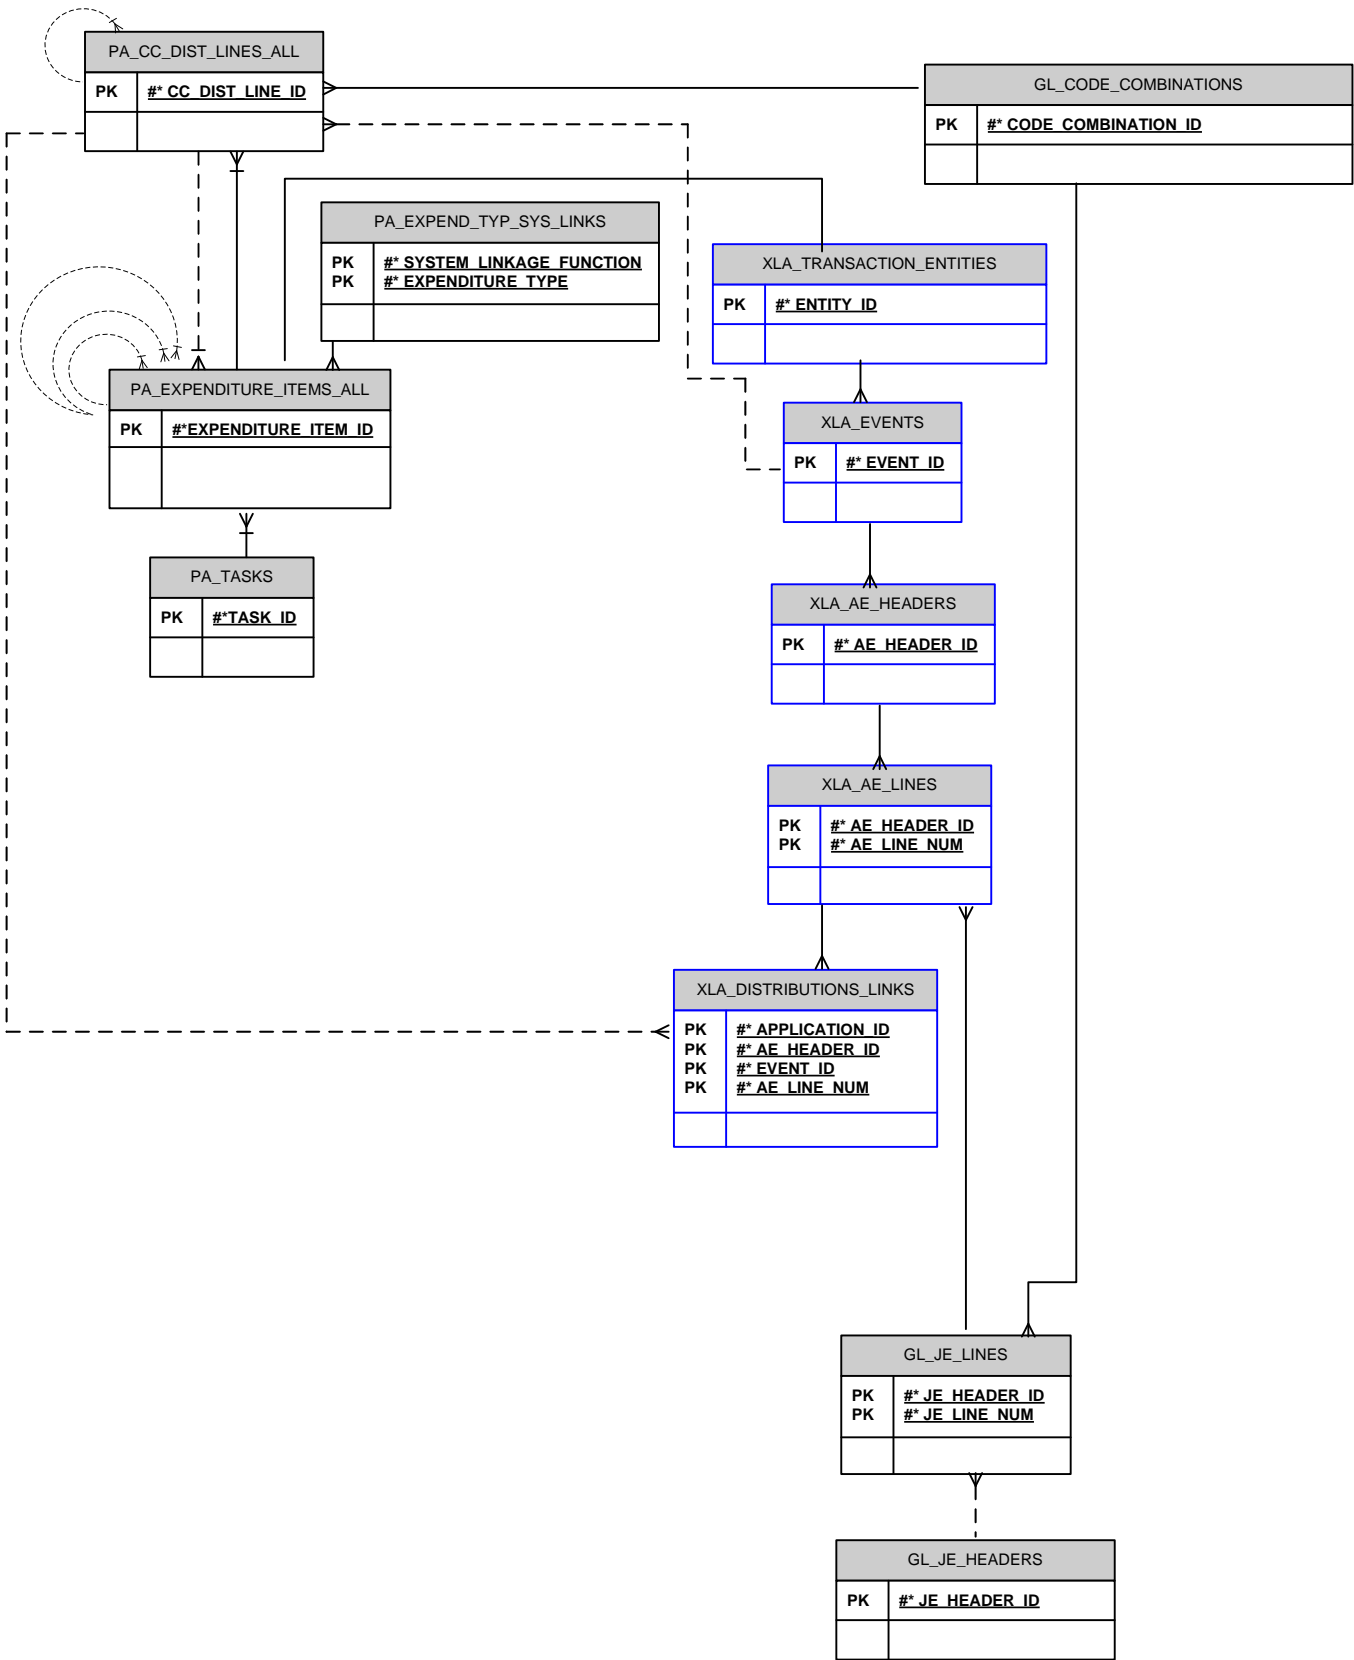 PA_CC_DIST_LINES_ALL
PK #* CC_DIST_LINE_ID
GL_CODE_COMBINATIONS
PK #* CODE_COMBINATION_ID
PA_EXPEND_TYP_SYS_LINKS
PK #* SYSTEM_LINKAGE_FUNCTION
PK #* EXPENDITURE_TYPE
XLA_TRANSACTION_ENTITIES
PK #* ENTITY_ID
PA_EXPENDITURE_ITEMS_ALL
PK #*EXPENDITURE_ITEM_ID
XLA_EVENTS
PK #* EVENT_ID
PA_TASKS
PK #*TASK_ID
XLA_AE_HEADERS
PK #* AE_HEADER_ID
XLA_AE_LINES
PK #* AE_HEADER_ID
PK #* AE_LINE_NUM
XLA_DISTRIBUTIONS_LINKS
PK #* APPLICATION_ID
PK #* AE_HEADER_ID
PK #* EVENT_ID
PK #* AE_LINE_NUM
GL_JE_LINES
PK #* JE_HEADER_ID
PK #* JE_LINE_NUM
GL_JE_HEADERS
PK #* JE_HEADER_ID